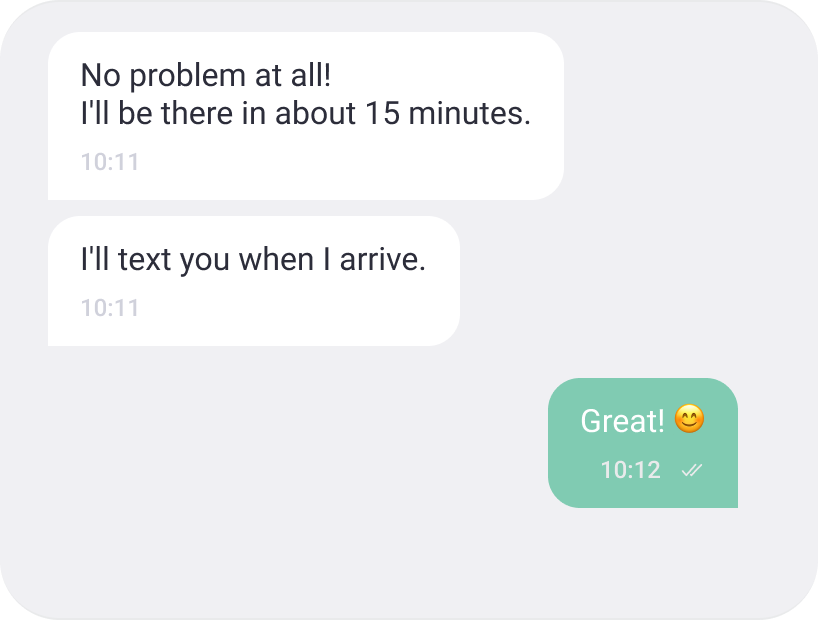 No problem at all!
I'll be there in about 15 minutes.
10:11
I'll text you when I arrive.
10:11
Great! 😊
10:12